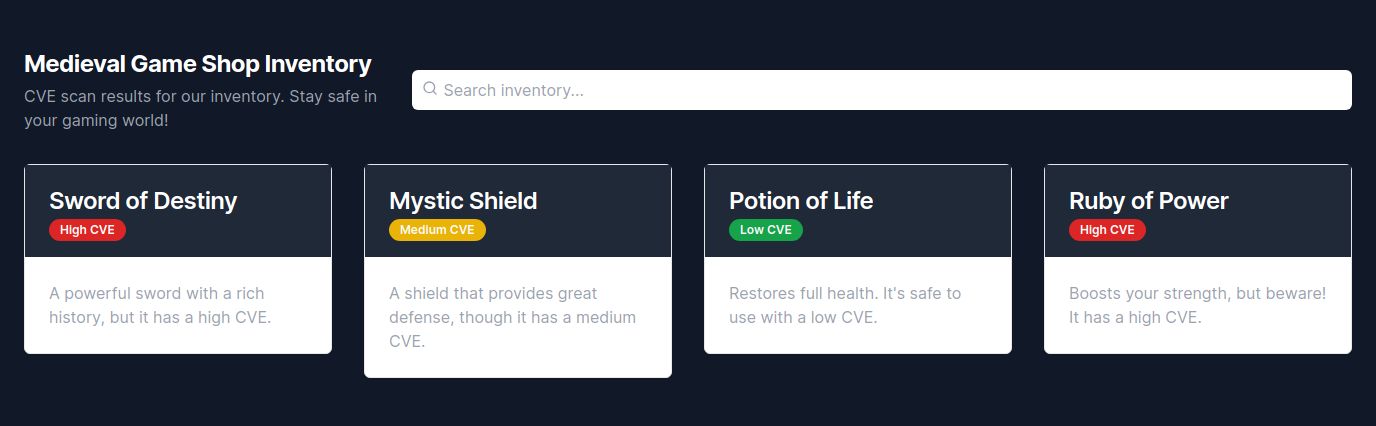 Medieval Game Shop Inventory
CVE scan results for our inventory. Stay safe in
your gaming world!
Search inventory...
Sword of Destiny
High CVE
A powerful sword with a rich
history, but it has a high CVE.
Mystic Shield
Medium CVE
A shield that provides great
defense, though it has a medium
CVE.
Potion of Life
Low CVE
Restores full health. It's safe to
use with a low CVE.
Ruby of Power
High CVE
Boosts your strength, but beware!
It has a high CVE.